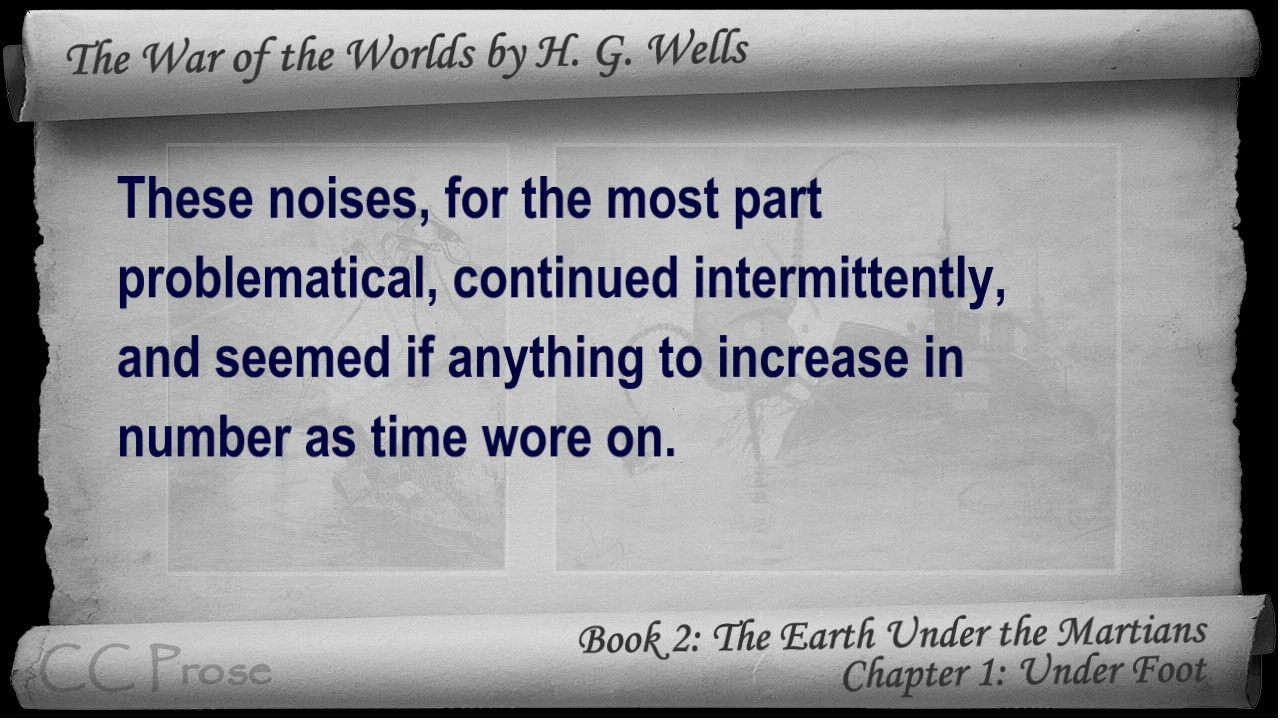 The War of the Worlds by H. G. Wells
These noises, for the most part
problematical, continued intermittently,
and seemed if anything to increase in
number as time wore on.
Book 2: The Earth Under the Martians
Chapter 1: Under Foot
CC Prose